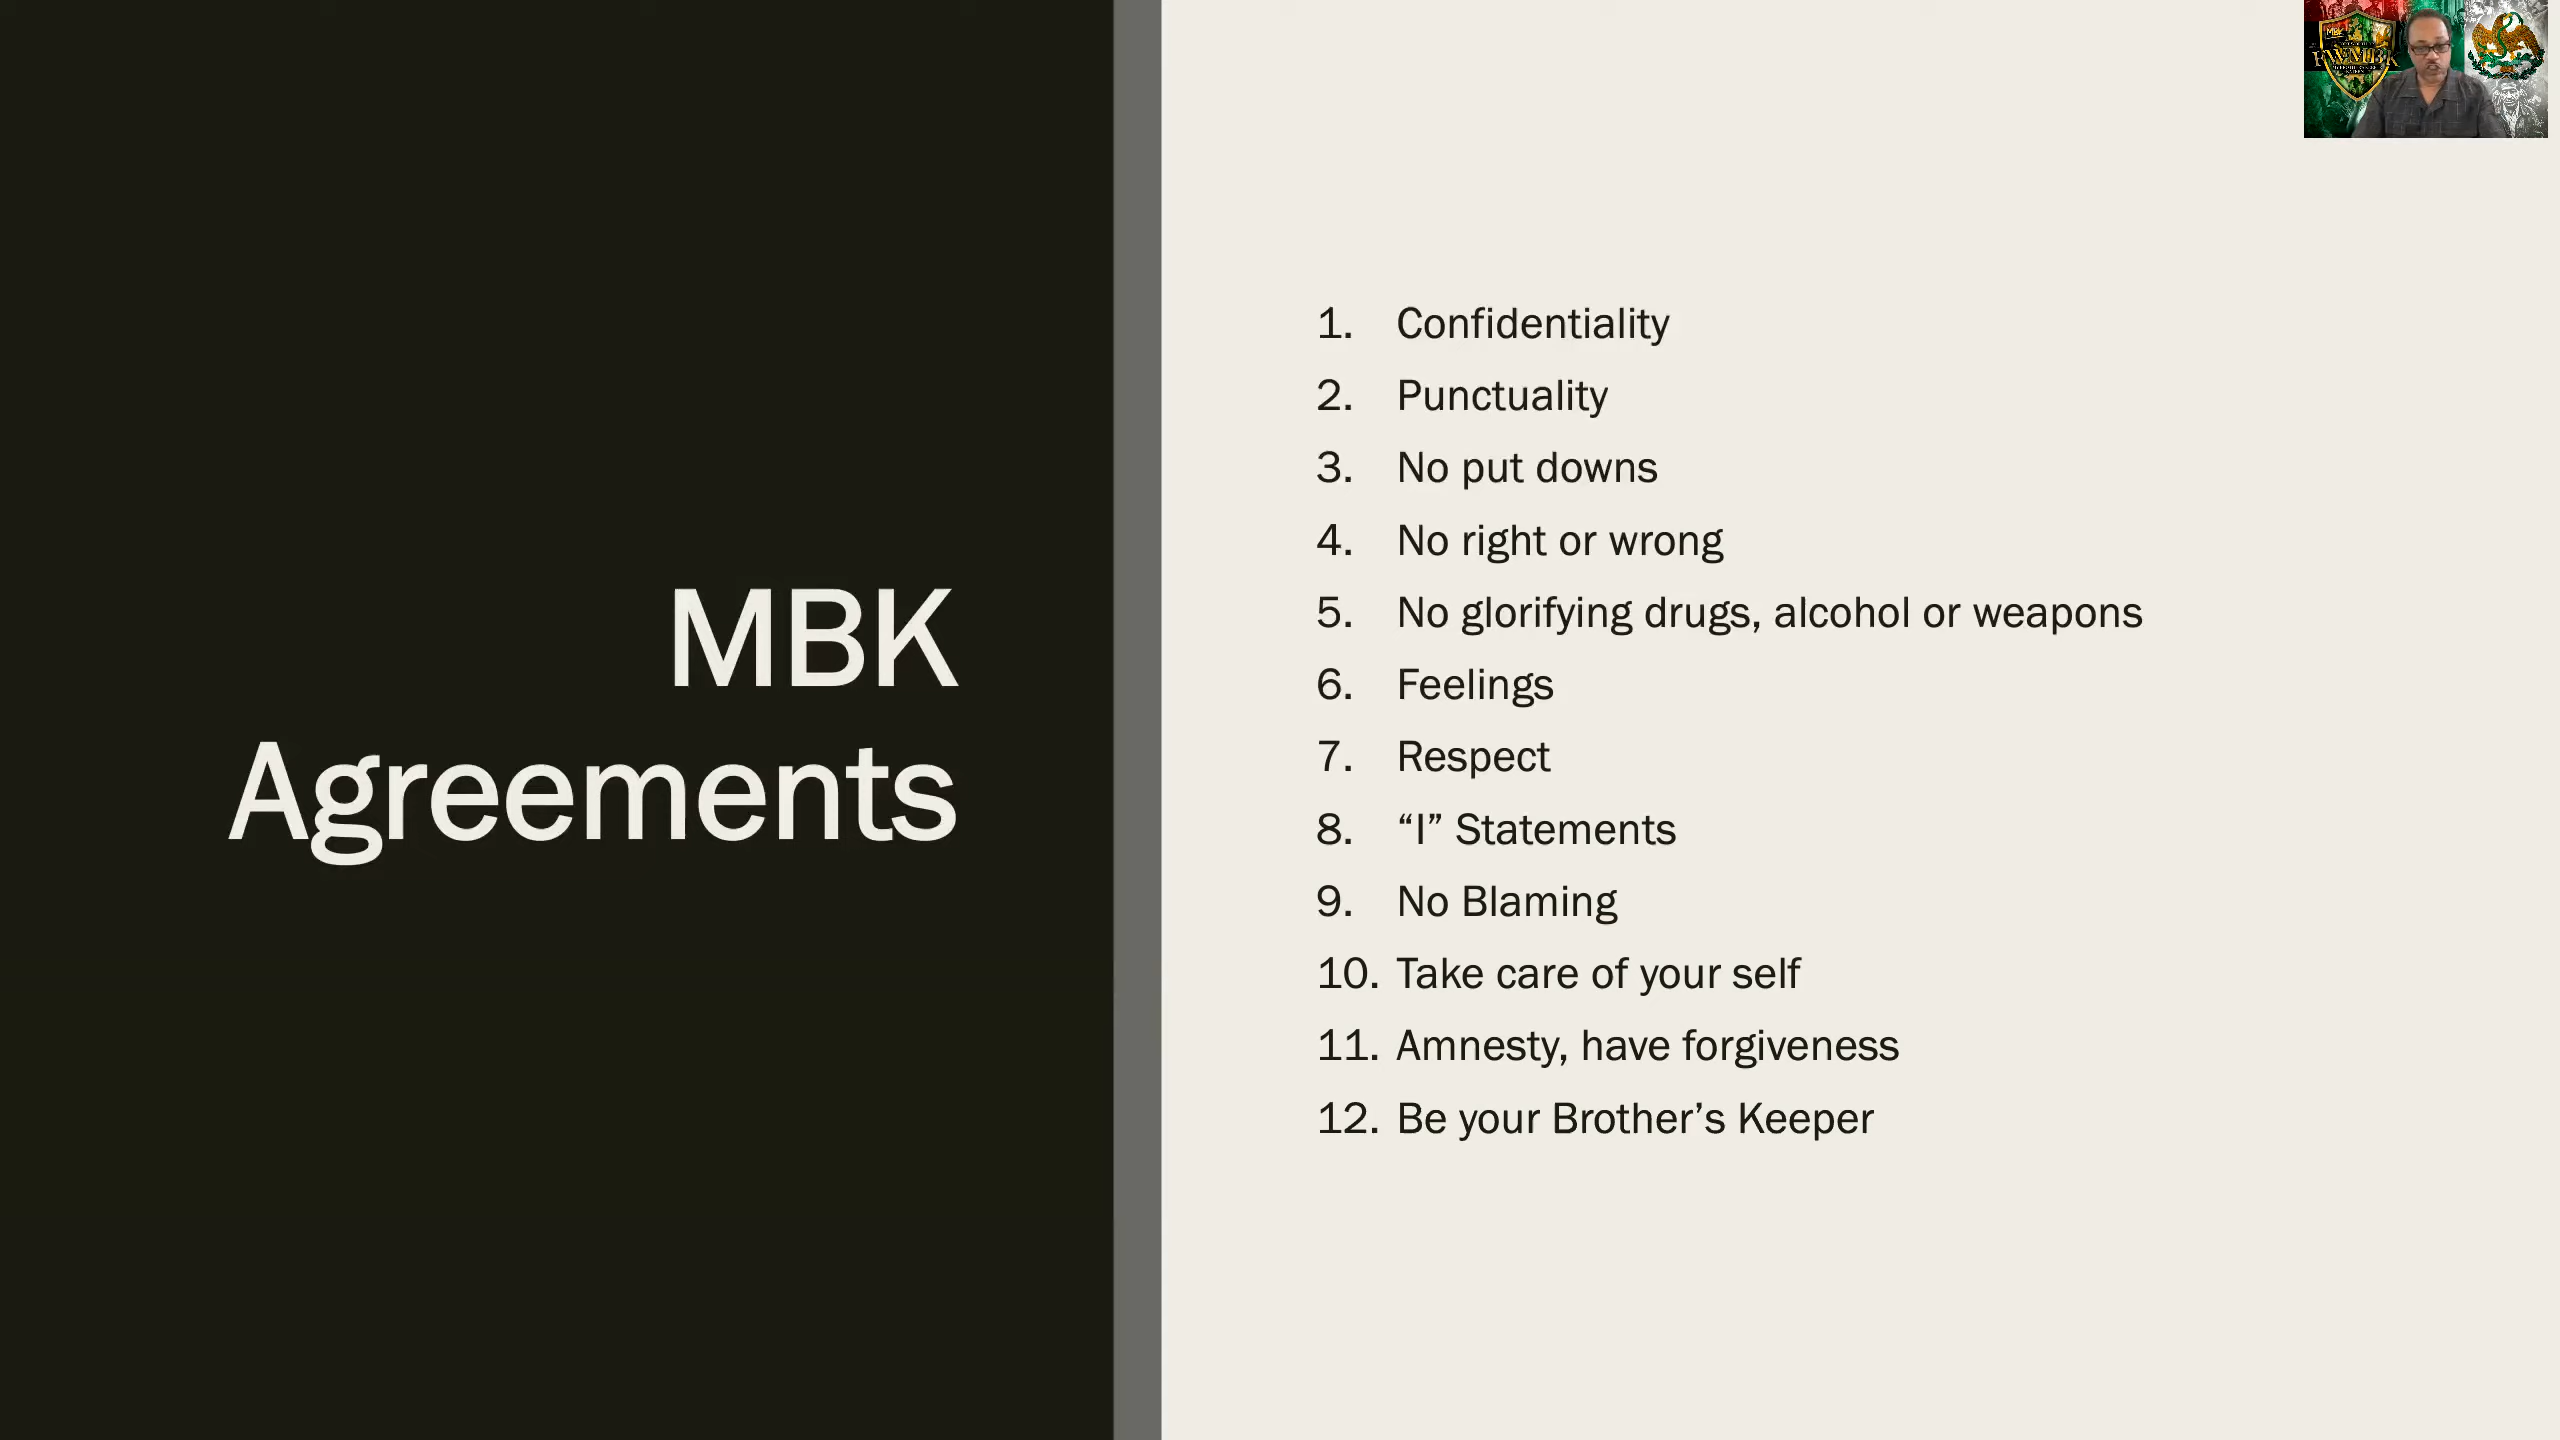 MBK
Agreements
1. Confidentiality
2. Punctuality
3. No put downs
4. No right or wrong
5. No glorifying drugs, alcohol or weapons
6. Feelings
7. Respect
8. “I” Statements
9. No Blaming
10. Take care of your self
11. Amnesty, have forgiveness
12. Be your Brother’s Keeper